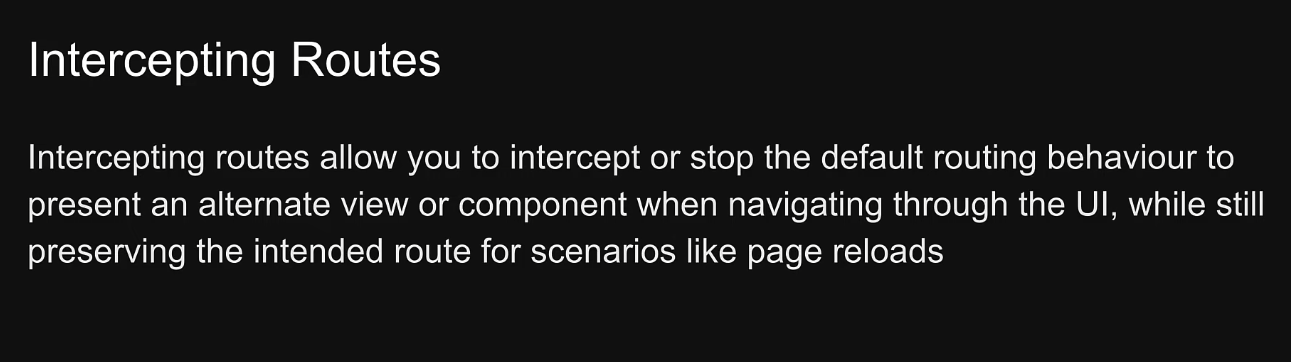 Intercepting Routes
Intercepting routes allow you to intercept or stop the default routing behaviour to
present an alternate view or component when navigating through the UI, while still
preserving the intended route for scenarios like page reloads